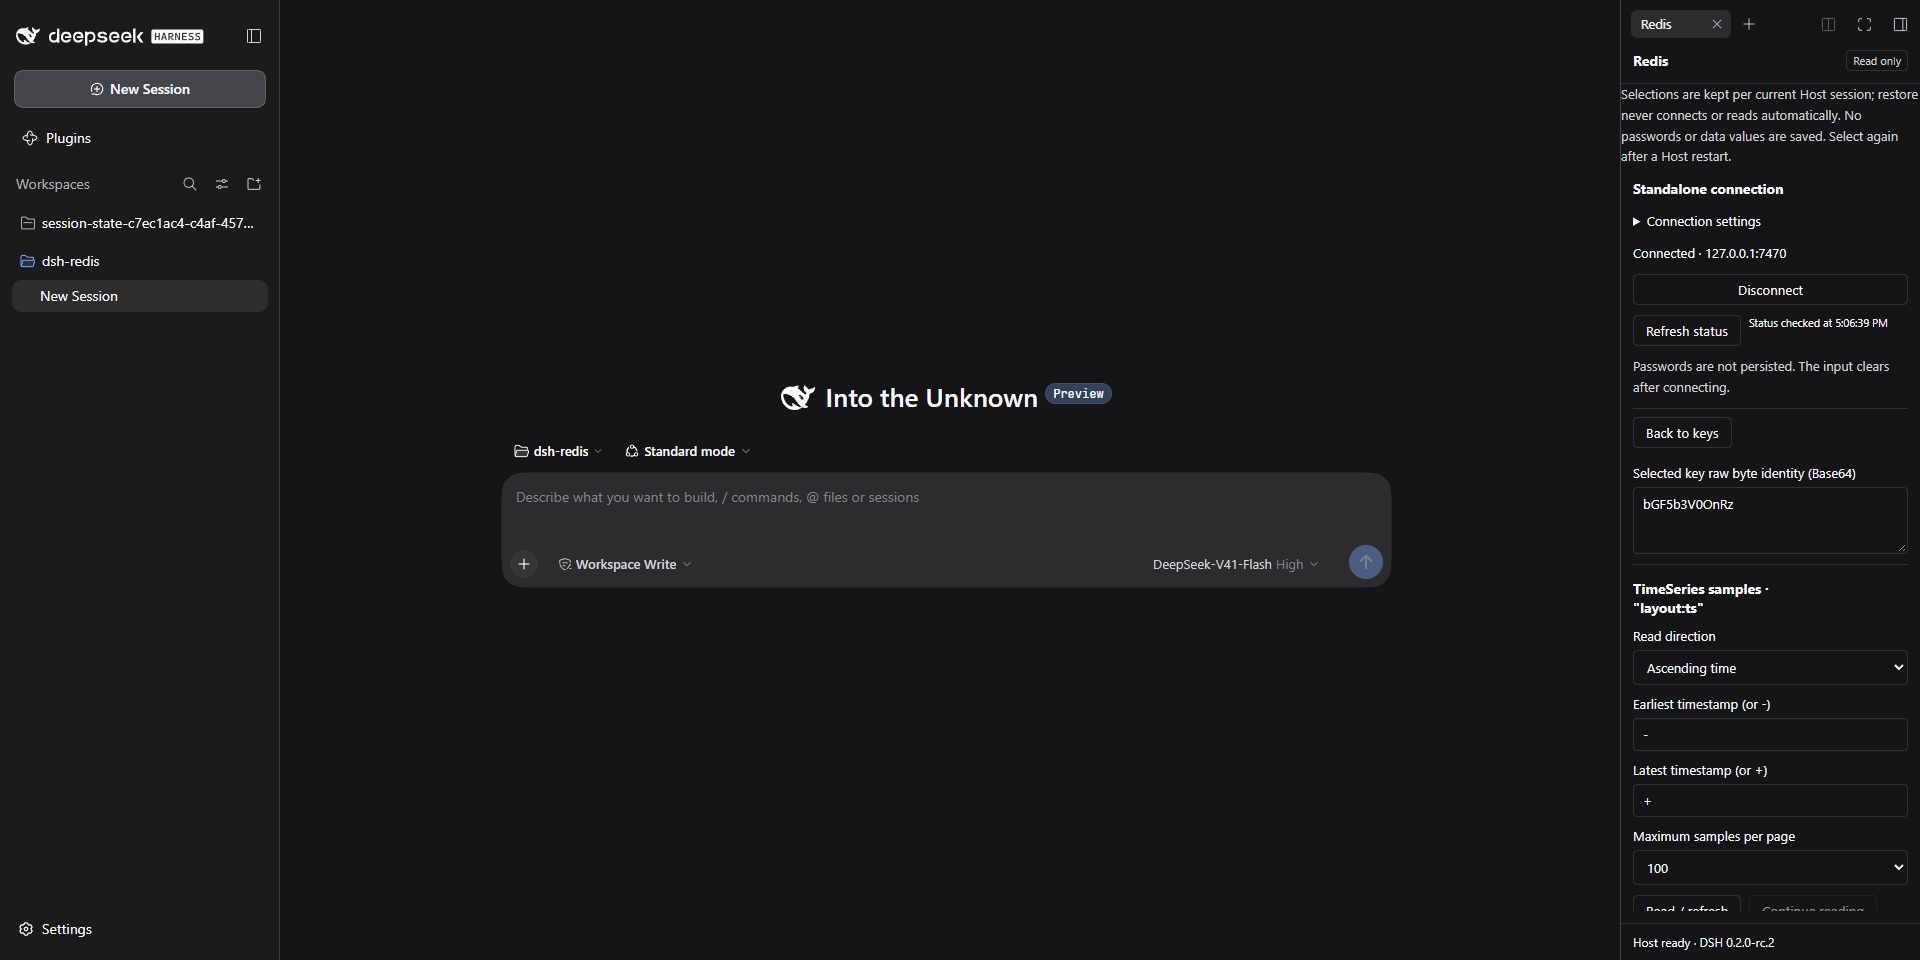 deepseek HARNESS
New Session
Plugins
Workspaces
session-state-c7ec1ac4-c4af-457...
dsh-redis
New Session
Settings
Into the Unknown Preview
dsh-redis Standard mode
Describe what you want to build, / commands, @ files or sessions
Workspace Write
DeepSeek-V41-Flash High
Redis
Redis
Read only
Selections are kept per current Host session; restore
never connects or reads automatically. No
passwords or data values are saved. Select again
after a Host restart.
Standalone connection
Connection settings
Connected · 127.0.0.1:7470
Disconnect
Refresh status
Status checked at 5:06:39 PM
Passwords are not persisted. The input clears
after connecting.
Back to keys
Selected key raw byte identity (Base64)
bGF5b3V0OnRz
TimeSeries samples ·
"layout:ts"
Read direction
Ascending time
Earliest timestamp (or -)
-
Latest timestamp (or +)
+
Maximum samples per page
100
Read / refresh
Continue reading
Host ready · DSH 0.2.0-rc.2